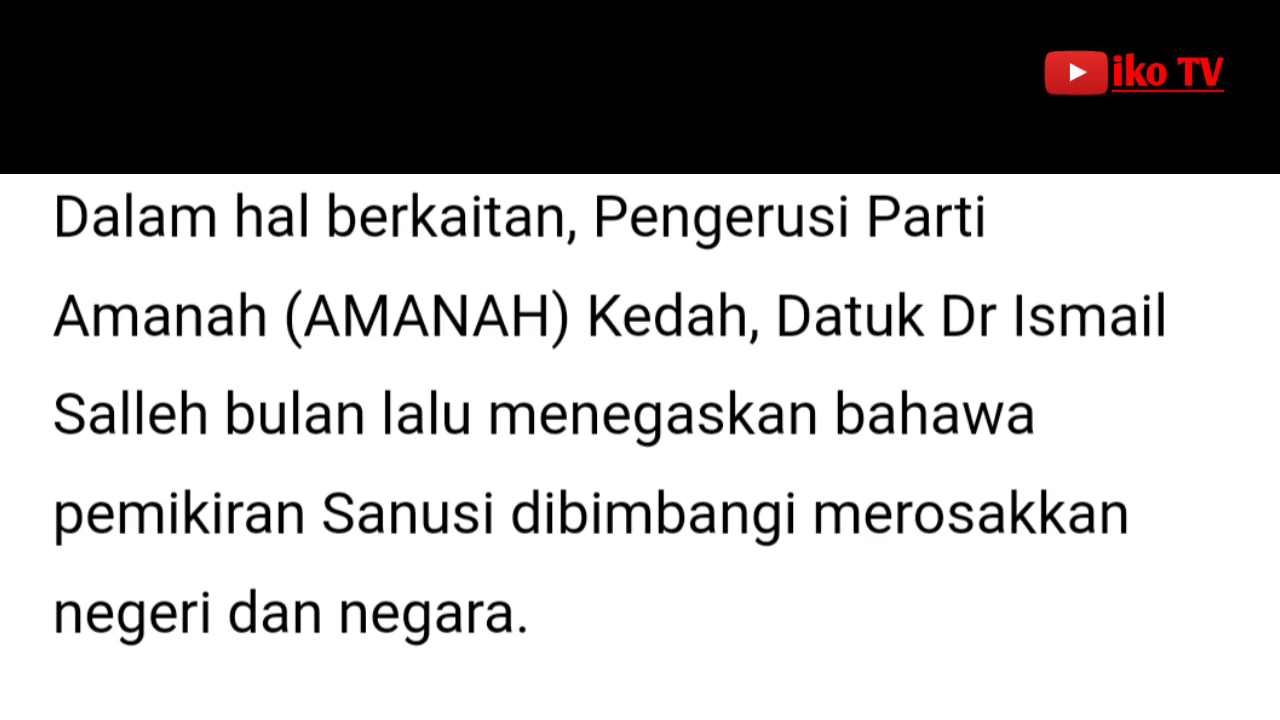 iko TV
Dalam hal berkaitan, Pengerusi Parti
Amanah (AMANAH) Kedah, Datuk Dr Ismail
Salleh bulan lalu menegaskan bahawa
pemikiran Sanusi dibimbangi merosakkan
negeri dan negara.